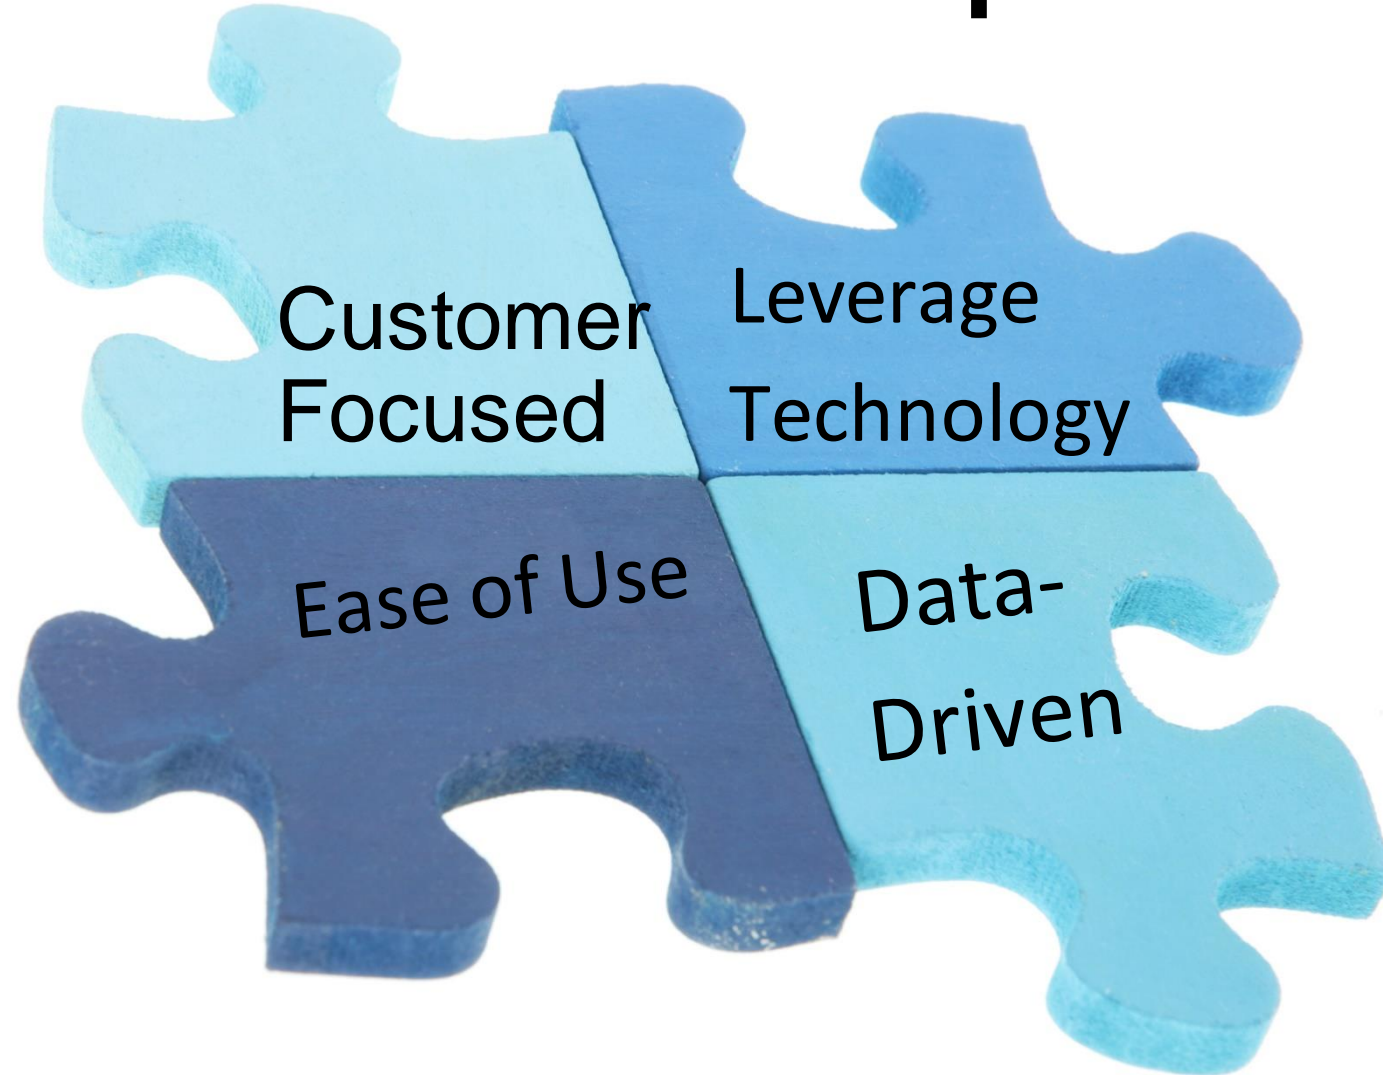 Customer
Focused
Leverage
Technology
Ease of Use
Data-
Driven